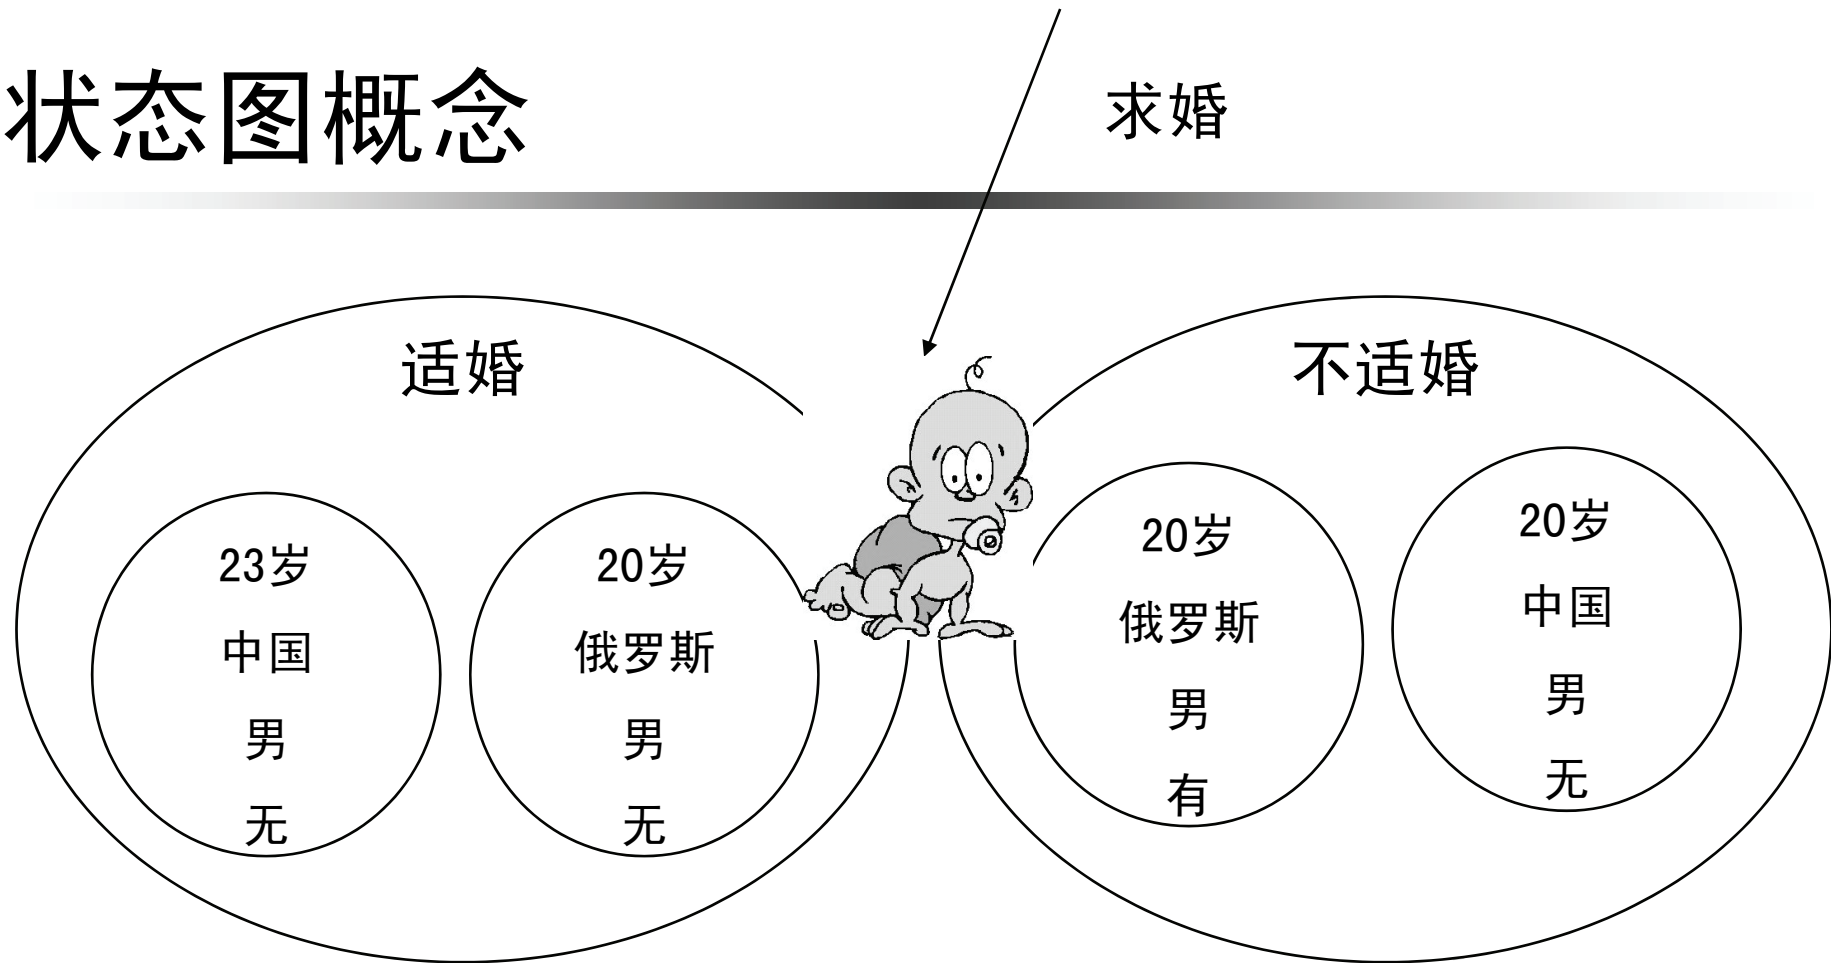 状态图概念
求婚
适婚
23岁
中国
男
无
20岁
俄罗斯
男
无
不适婚
20岁
俄罗斯
男
有
20岁
中国
男
无